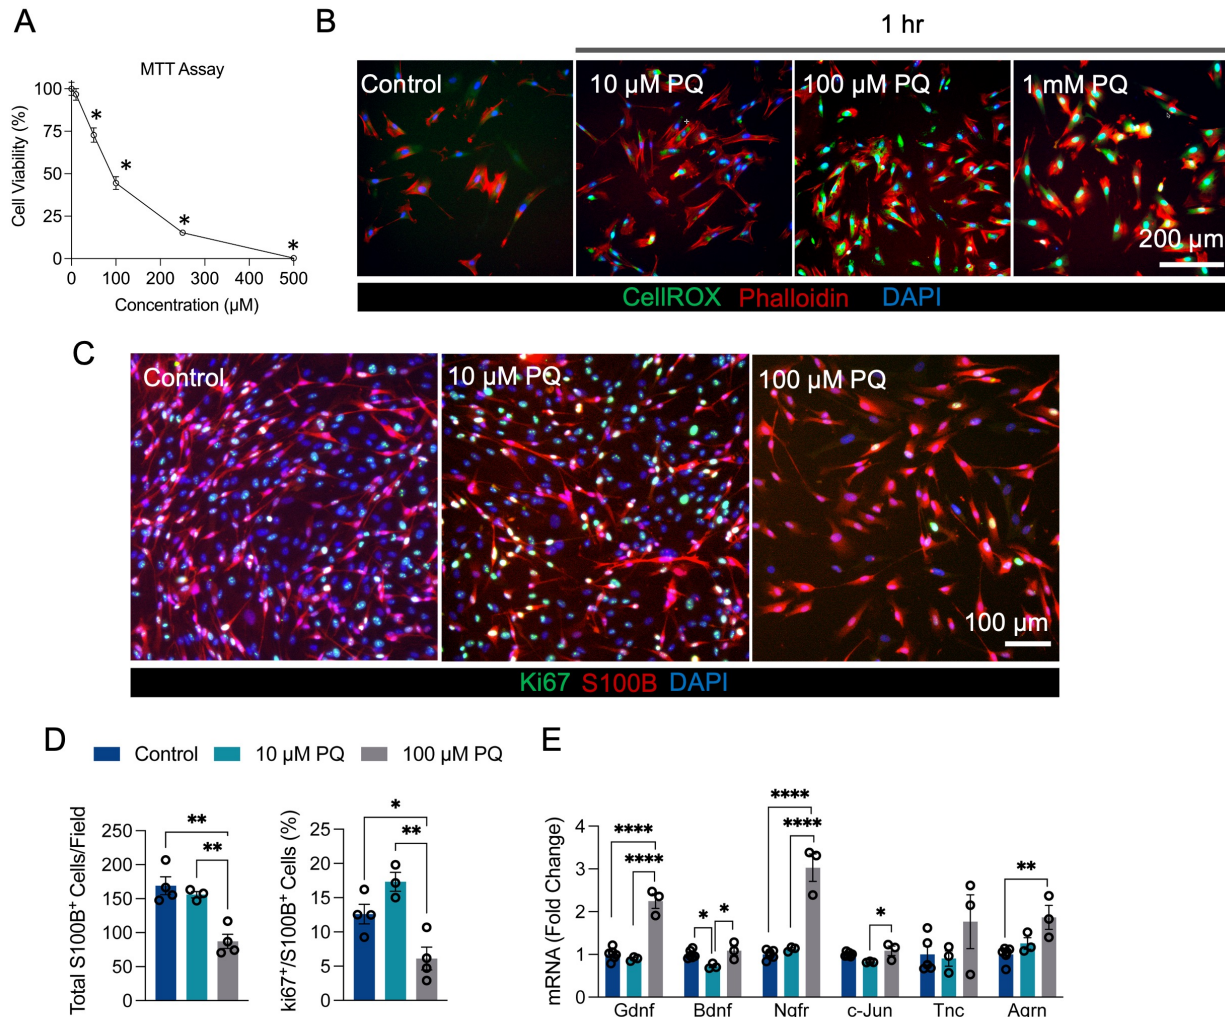 A
MTT Assay
Cell Viability (%)
100
75
50
25
0
*
*
*
*
0 100 200 300 400 500
Concentration (µM)
B
1 hr
Control
10 µM PQ
100 µM PQ
1 mM PQ
200 µm
CellROX Phalloidin DAPI
C
Control
10 µM PQ
100 µM PQ
100 µm
Ki67 S100B DAPI
D
Control 10 µM PQ 100 µM PQ
Total S100B+ Cells/Field
250
200
150
100
50
0
**
**
ki67+/S100B+ Cells (%)
25
20
15
10
5
0
*
**
E
mRNA (Fold Change)
4
3
2
1
0
****
****
*
*
****
****
*
**
Gdnf Bdnf Ngfr c-Jun Tnc Agrn